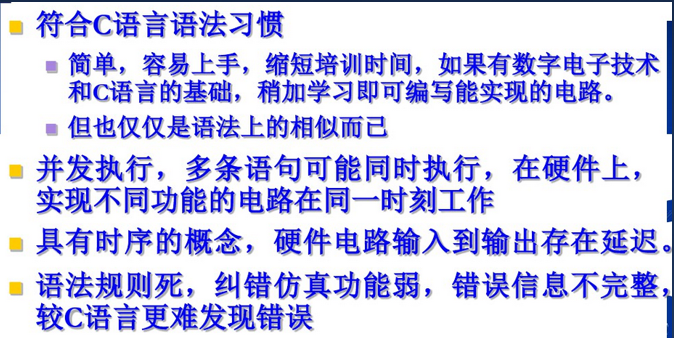 符合C语言语法习惯
简单，容易上手，缩短培训时间，如果有数字电子技术
和C语言的基础，稍加学习即可编写能实现的电路。
但也仅仅是语法上的相似而已
并发执行，多条语句可能同时执行，在硬件上，
实现不同功能的电路在同一时刻工作
具有时序的概念，硬件电路输入到输出存在延迟。
语法规则死，纠错仿真功能弱，错误信息不完整，
较C语言更难发现错误